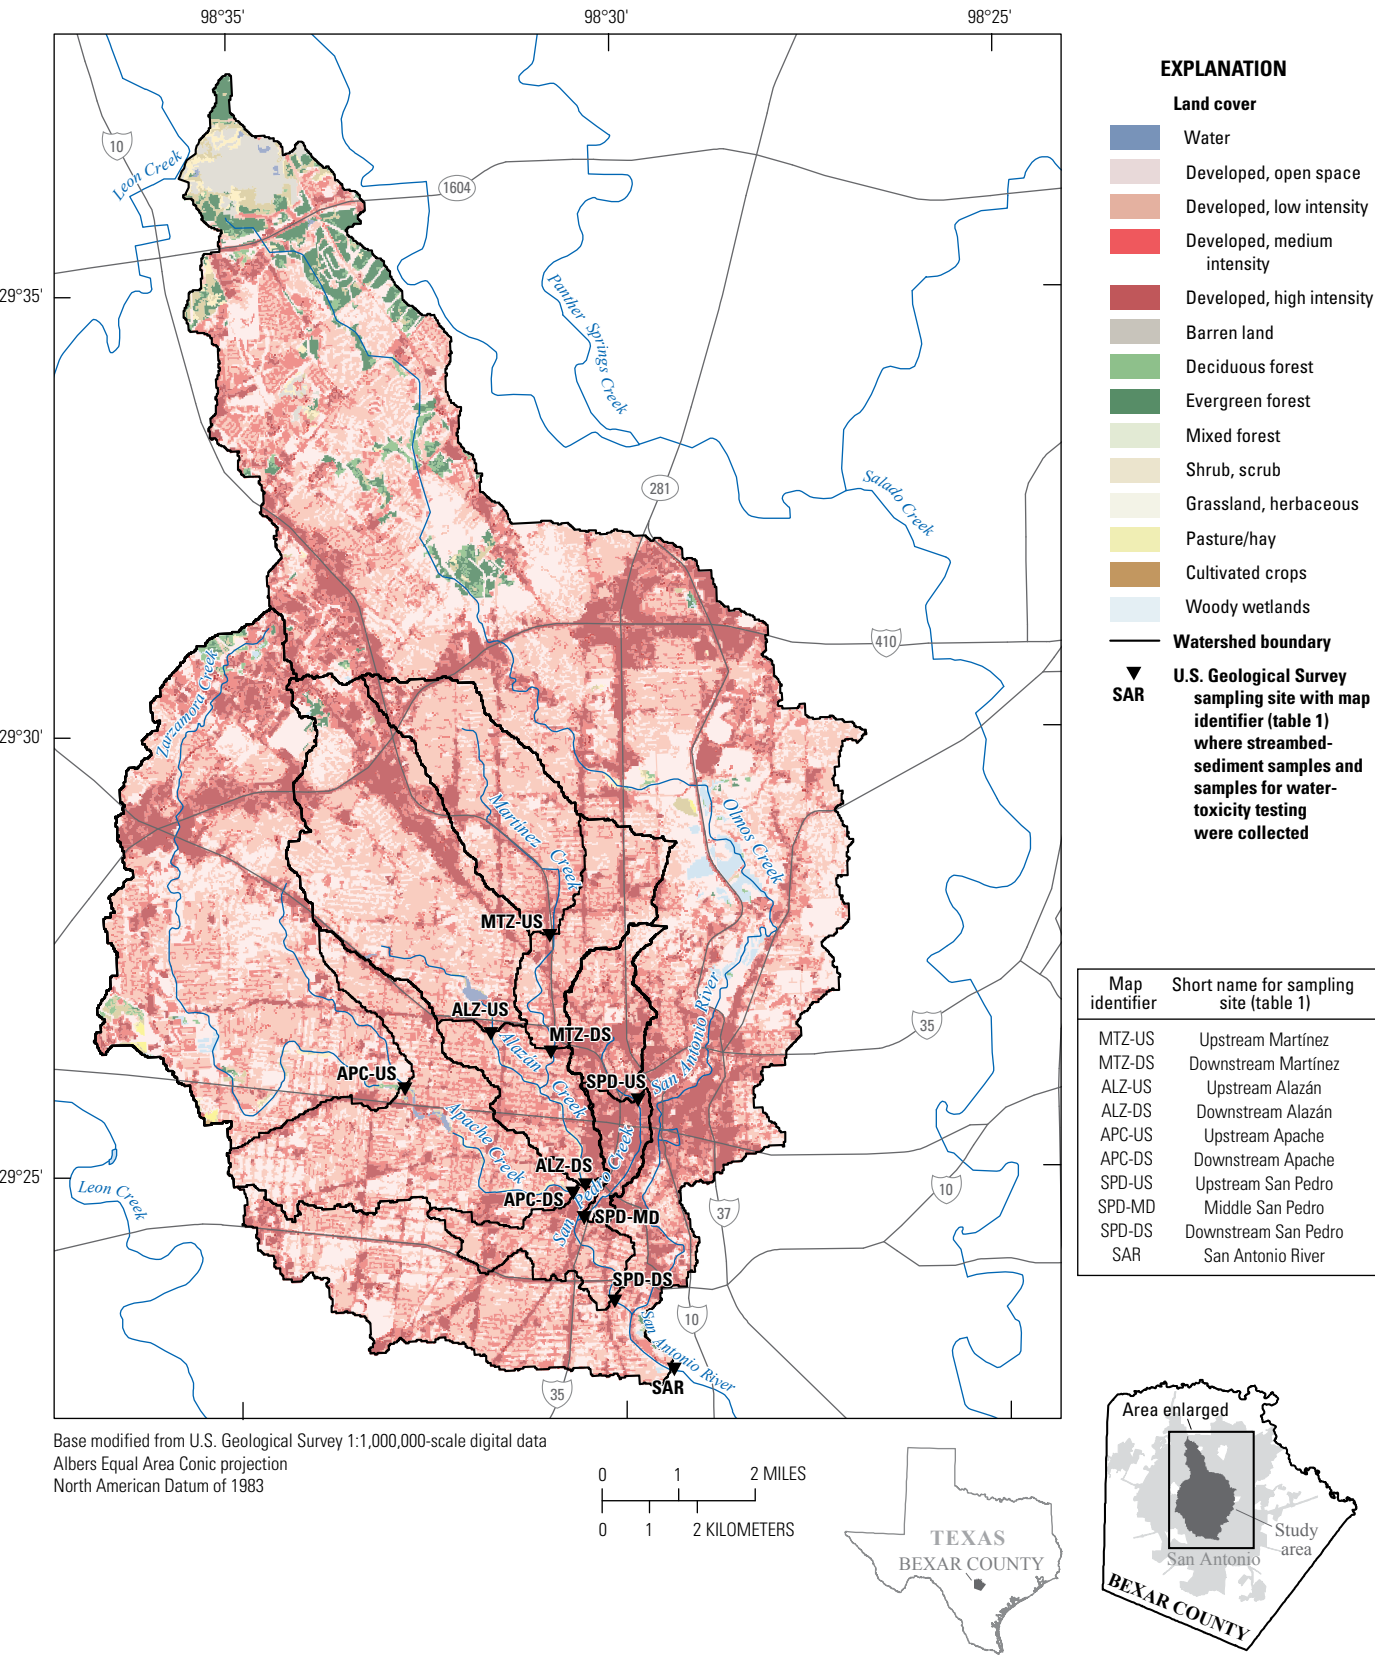 98°35'
98°30'
98°25'
10
Leon Creek
1604
29°35'
Panther Springs Creek
281
Salado Creek
410
Zarzamora Creek
29°30'
Martínez Creek
Olmos Creek
MTZ-US
ALZ-US
MTZ-DS
Alazán Creek
San Antonio River
35
APC-US
SPD-US
Apache Creek
ALZ-DS
San Pedro Creek
29°25'
Leon Creek
APC-DS
SPD-MD
10
37
SPD-DS
10
San Antonio River
35
SAR
EXPLANATION
Land cover
Water
Developed, open space
Developed, low intensity
Developed, medium
intensity
Developed, high intensity
Barren land
Deciduous forest
Evergreen forest
Mixed forest
Shrub, scrub
Grassland, herbaceous
Pasture/hay
Cultivated crops
Woody wetlands
Watershed boundary
SAR
U.S. Geological Survey
sampling site with map
identifier (table 1)
where streambed-
sediment samples and
samples for water-
toxicity testing
were collected
Map identifier Short name for sampling site (table 1)
MTZ-US Upstream Martínez
MTZ-DS Downstream Martínez
ALZ-US Upstream Alazán
ALZ-DS Downstream Alazán
APC-US Upstream Apache
APC-DS Downstream Apache
SPD-US Upstream San Pedro
SPD-MD Middle San Pedro
SPD-DS Downstream San Pedro
SAR San Antonio River
Base modified from U.S. Geological Survey 1:1,000,000-scale digital data
Albers Equal Area Conic projection
North American Datum of 1983
0 1 2 MILES
0 1 2 KILOMETERS
TEXAS
BEXAR COUNTY
Area enlarged
Study
area
San Antonio
BEXAR COUNTY